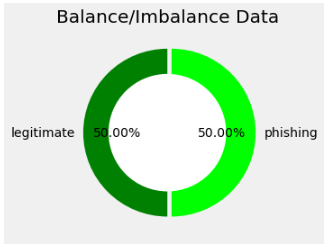 Balance/Imbalance Data
legitimate
50.00%
50.00%
phishing